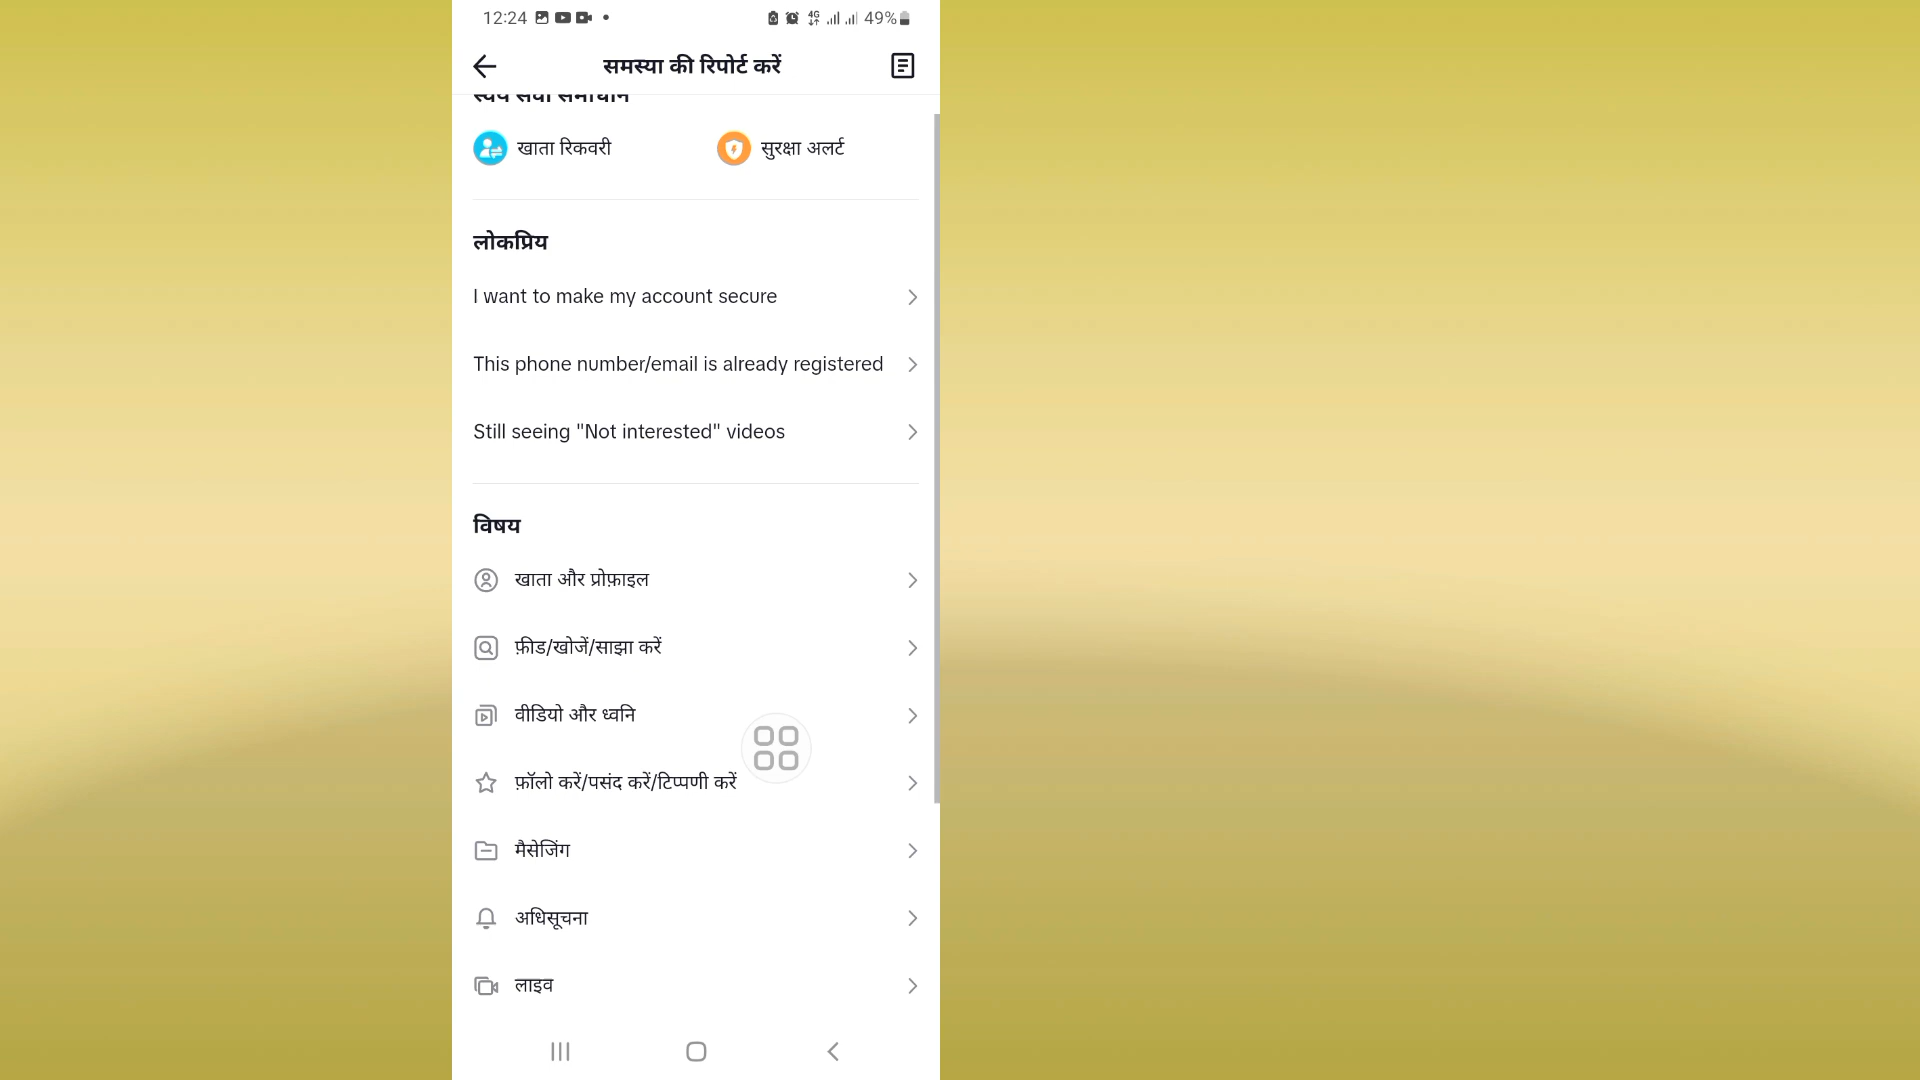 12:24
4G
49%
समस्या की रिपोर्ट करें
स्वयं सेवा समाधान
खाता रिकवरी
सुरक्षा अलर्ट
लोकप्रिय
I want to make my account secure
This phone number/email is already registered
Still seeing "Not interested" videos
विषय
खाता और प्रोफ़ाइल
फ़ीड/खोजें/साझा करें
वीडियो और ध्वनि
फ़ॉलो करें/पसंद करें/टिप्पणी करें
मैसेजिंग
अधिसूचना
लाइव